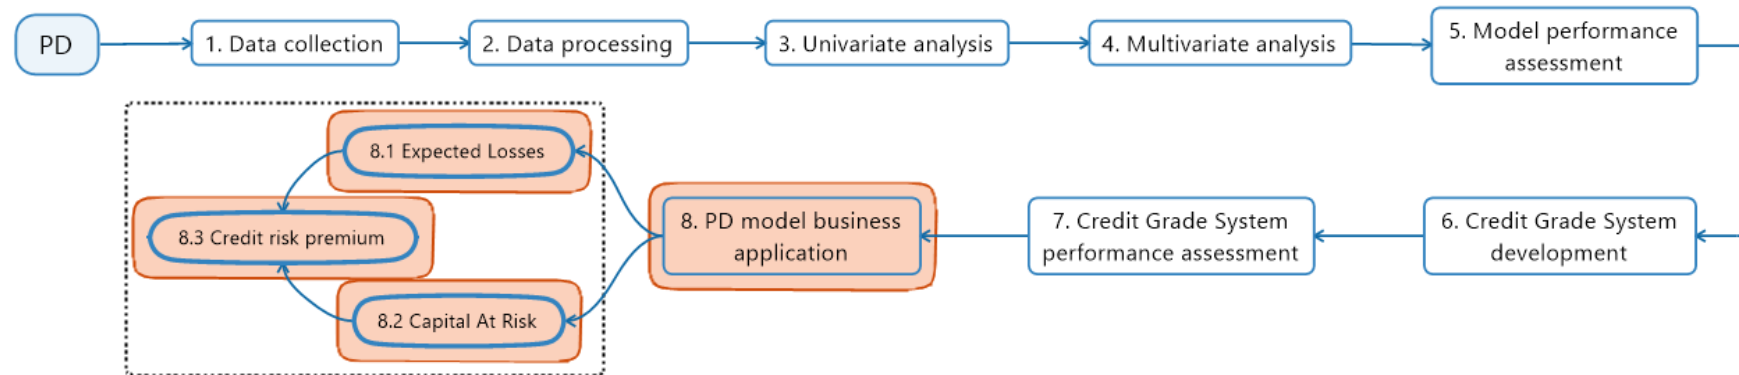 PD
1. Data collection
2. Data processing
3. Univariate analysis
4. Multivariate analysis
5. Model performance
assessment
6. Credit Grade System
development
7. Credit Grade System
performance assessment
8. PD model business
application
8.1 Expected Losses
8.2 Capital At Risk
8.3 Credit risk premium